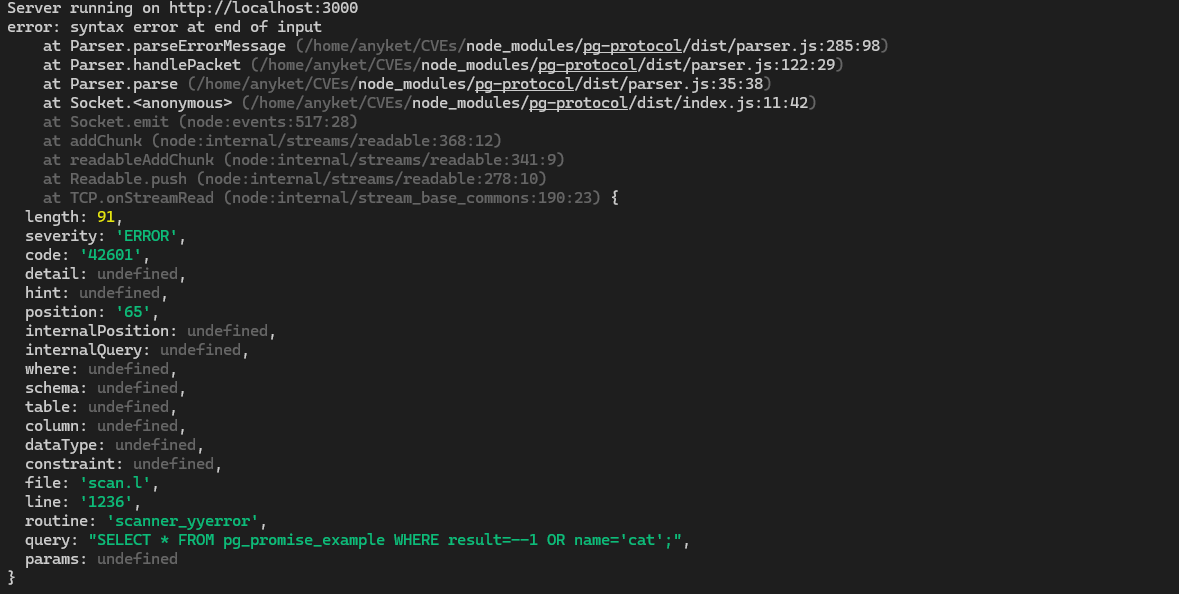 Server running on http://localhost:3000
error: syntax error at end of input
    at Parser.parseErrorMessage (/home/anyket/CVEs/node_modules/pg-protocol/dist/parser.js:285:98)
    at Parser.handlePacket (/home/anyket/CVEs/node_modules/pg-protocol/dist/parser.js:122:29)
    at Parser.parse (/home/anyket/CVEs/node_modules/pg-protocol/dist/parser.js:35:38)
    at Socket.<anonymous> (/home/anyket/CVEs/node_modules/pg-protocol/dist/index.js:11:42)
    at Socket.emit (node:events:517:28)
    at addChunk (node:internal/streams/readable:368:12)
    at readableAddChunk (node:internal/streams/readable:341:9)
    at Readable.push (node:internal/streams/readable:278:10)
    at TCP.onStreamRead (node:internal/stream_base_commons:190:23) {
  length: 91,
  severity: 'ERROR',
  code: '42601',
  detail: undefined,
  hint: undefined,
  position: '65',
  internalPosition: undefined,
  internalQuery: undefined,
  where: undefined,
  schema: undefined,
  table: undefined,
  column: undefined,
  dataType: undefined,
  constraint: undefined,
  file: 'scan.l',
  line: '1236',
  routine: 'scanner_yyerror',
  query: "SELECT * FROM pg_promise_example WHERE result=--1 OR name='cat';",
  params: undefined
}